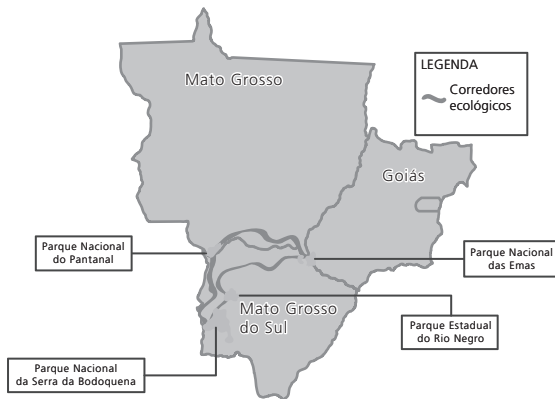 Mato Grosso
LEGENDA
Corredores
ecológicos
Goiás
Parque Nacional
do Pantanal
Parque Nacional
das Emas
Mato Grosso
do Sul
Parque Estadual
do Rio Negro
Parque Nacional
da Serra da Bodoquena